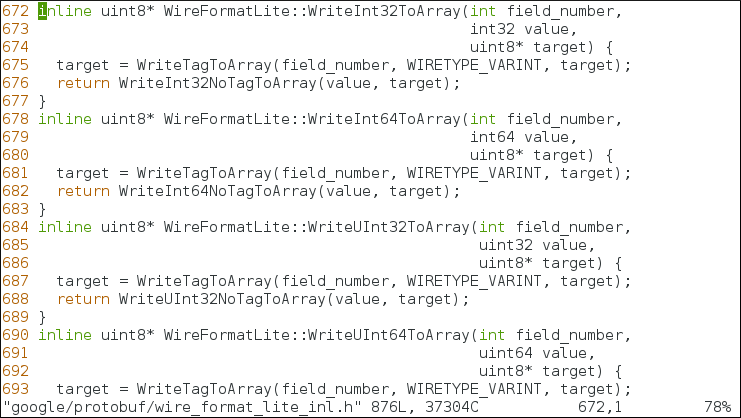 672 inline uint8* WireFormatLite::WriteInt32ToArray(int field_number,
673                                                 int32 value,
674                                                 uint8* target) {
675   target = WriteTagToArray(field_number, WIRETYPE_VARINT, target);
676   return WriteInt32NoTagToArray(value, target);
677 }
678 inline uint8* WireFormatLite::WriteInt64ToArray(int field_number,
679                                                 int64 value,
680                                                 uint8* target) {
681   target = WriteTagToArray(field_number, WIRETYPE_VARINT, target);
682   return WriteInt64NoTagToArray(value, target);
683 }
684 inline uint8* WireFormatLite::WriteUInt32ToArray(int field_number,
685                                                  uint32 value,
686                                                  uint8* target) {
687   target = WriteTagToArray(field_number, WIRETYPE_VARINT, target);
688   return WriteUInt32NoTagToArray(value, target);
689 }
690 inline uint8* WireFormatLite::WriteUInt64ToArray(int field_number,
691                                                  uint64 value,
692                                                  uint8* target) {
693   target = WriteTagToArray(field_number, WIRETYPE_VARINT, target);
"google/protobuf/wire_format_lite_inl.h" 876L, 37304C           672,1         78%